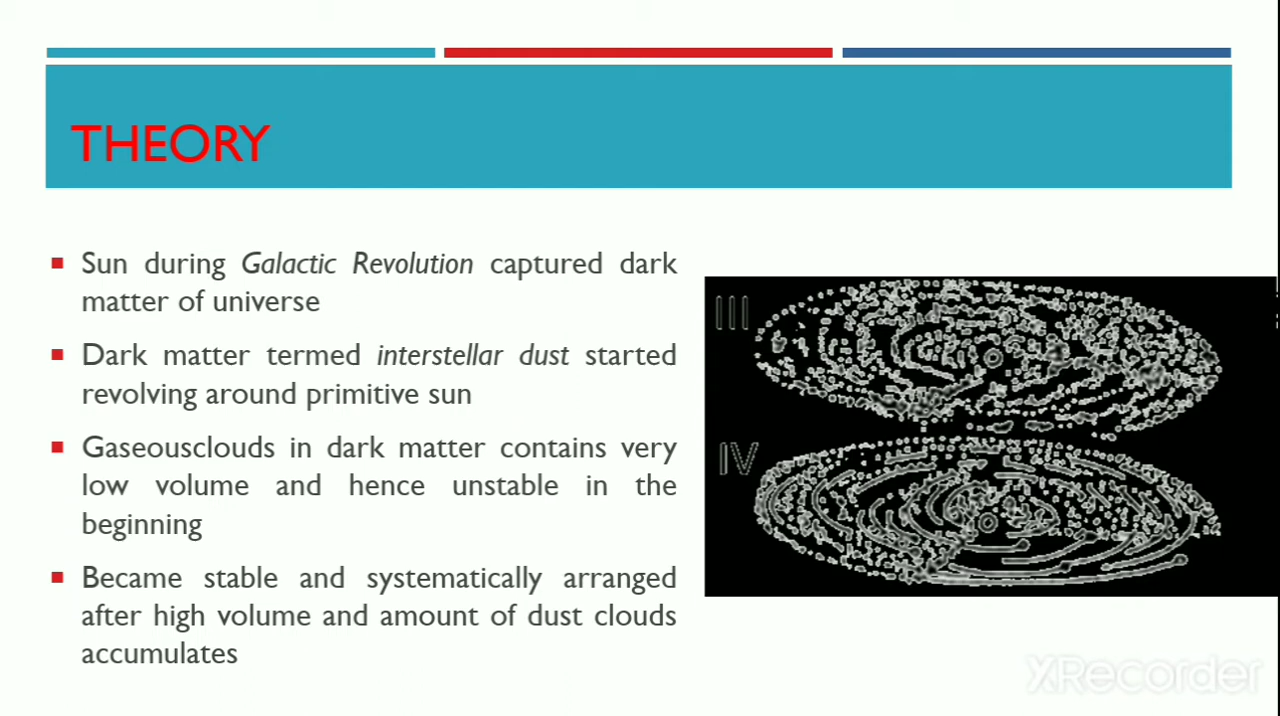 THEORY
Sun during Galactic Revolution captured dark
matter of universe
Dark matter termed interstellar dust started
revolving around primitive sun
Gaseousclouds in dark matter contains very
low volume and hence unstable in the
beginning
Became stable and systematically arranged
after high volume and amount of dust clouds
accumulates
III
IV
XRecorder